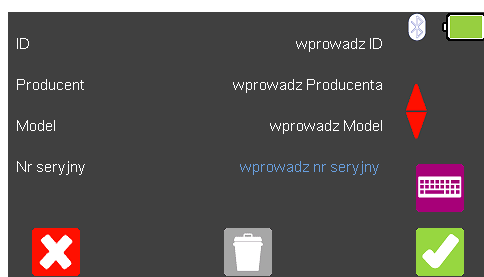 ID wprowadz ID
Producent wprowadz Producenta
Model wprowadz Model
Nr seryjny wprowadz nr seryjny